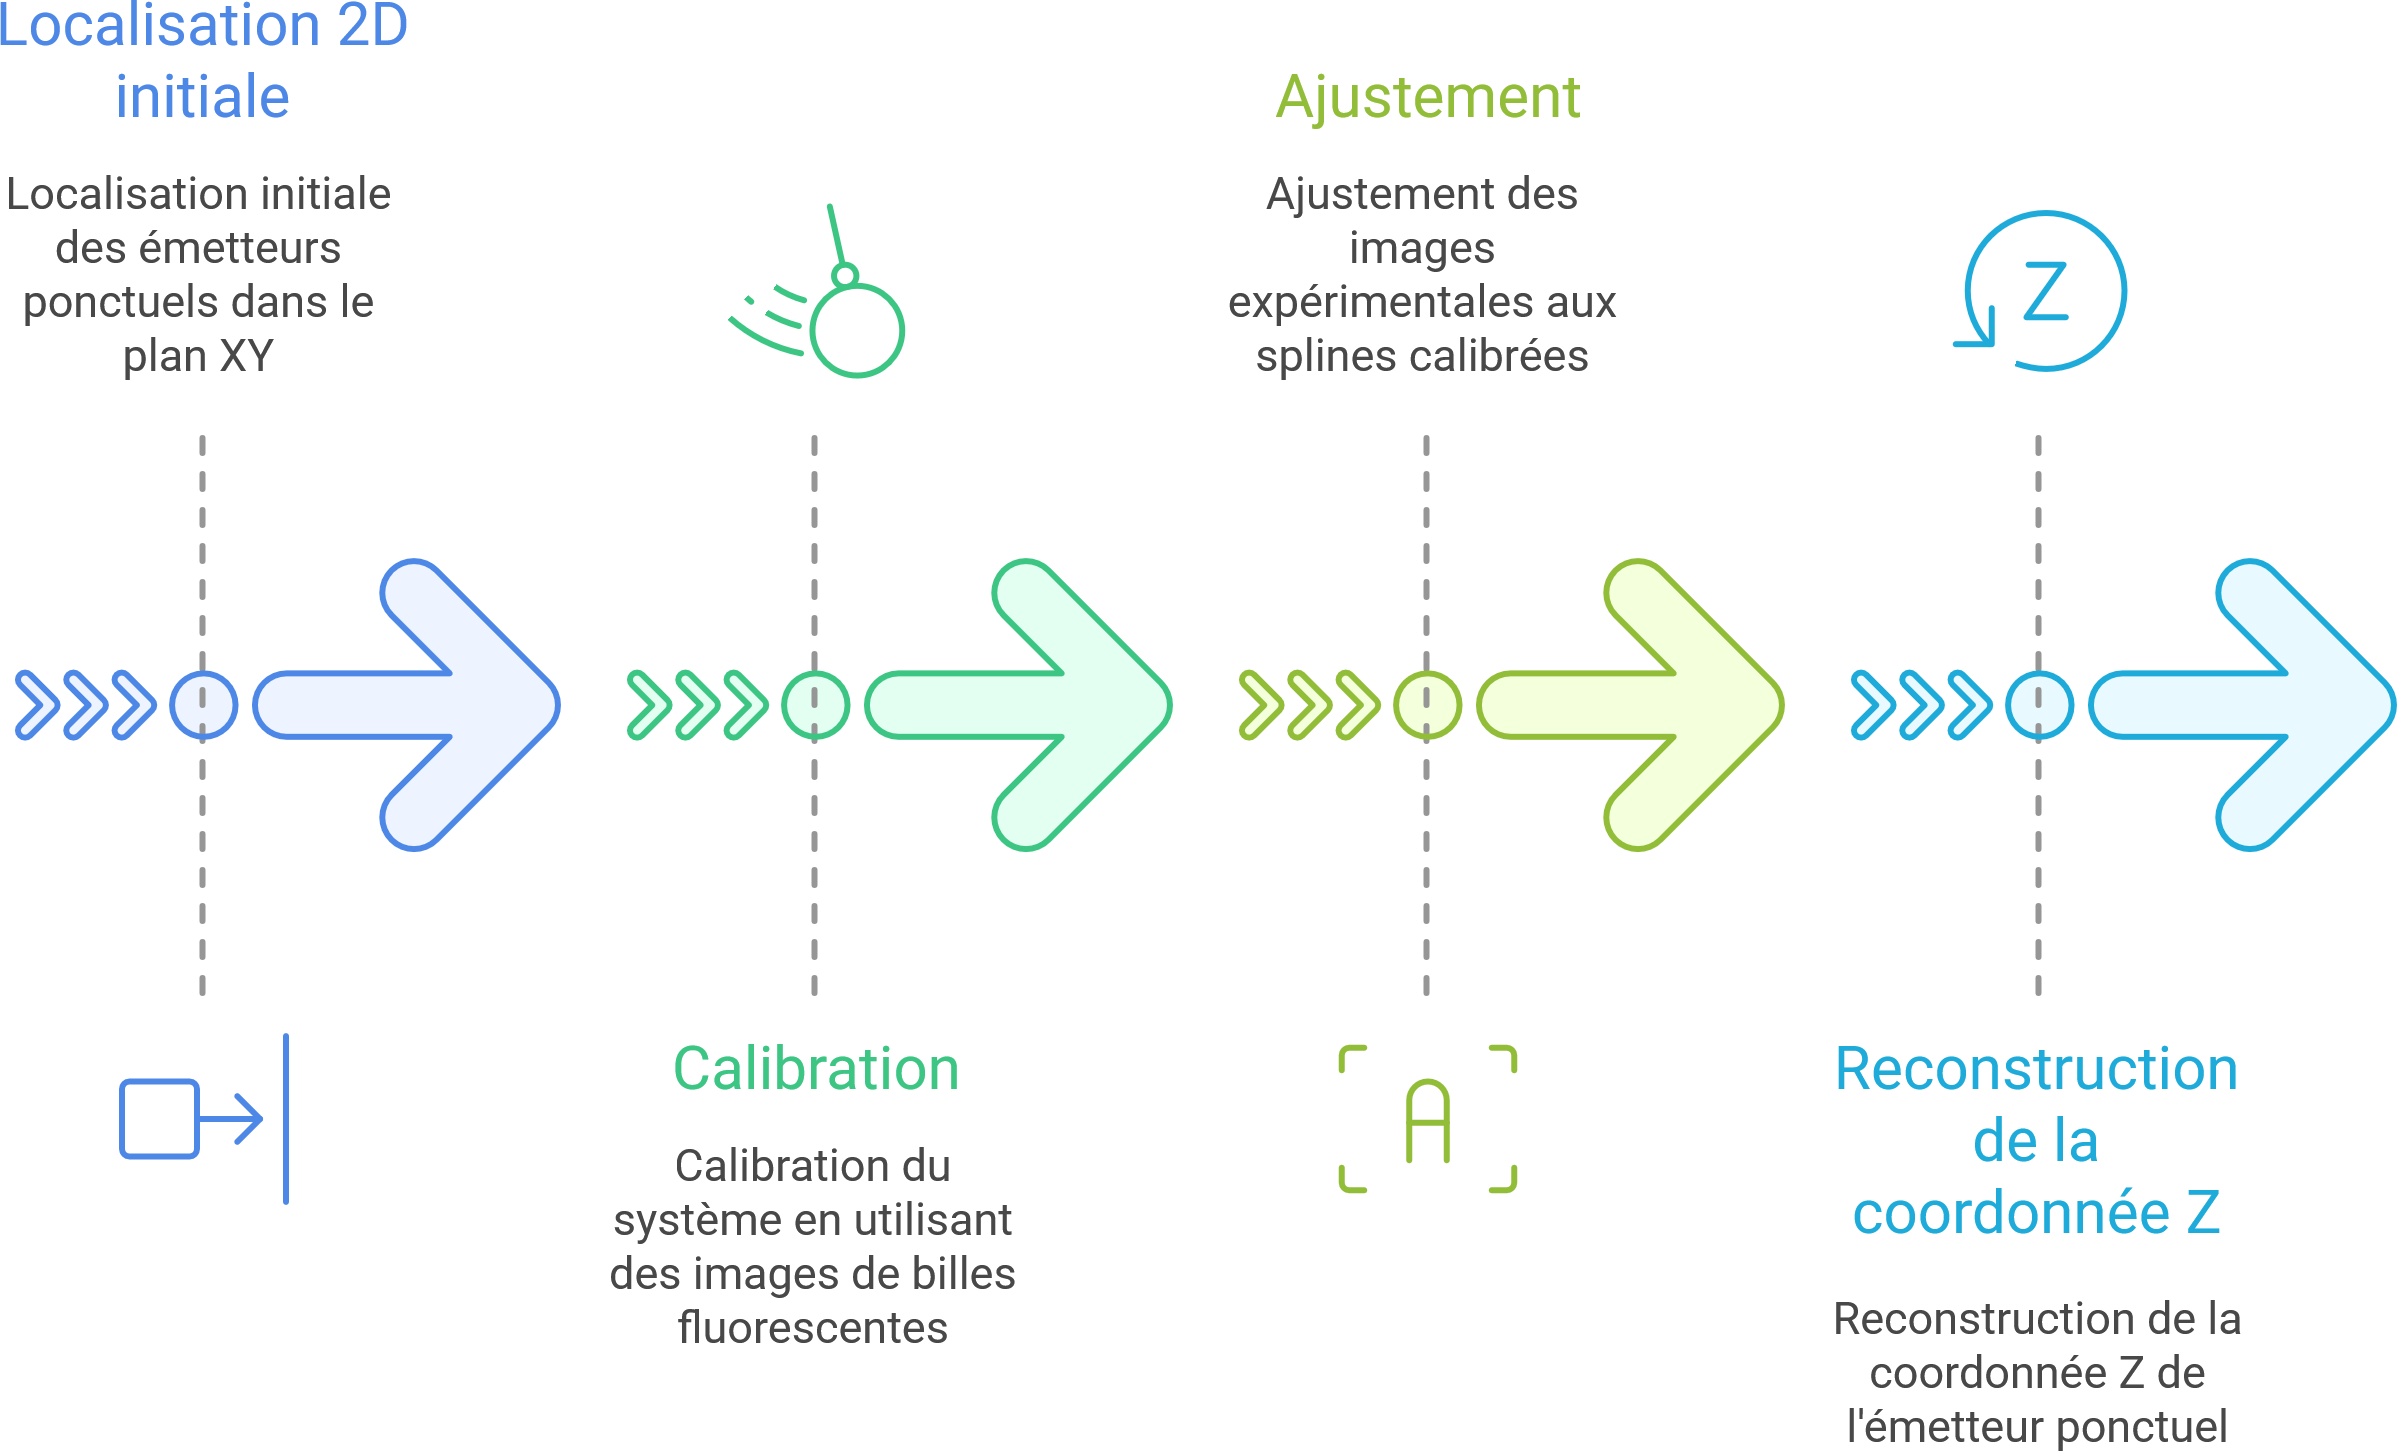 Localisation 2D
initiale
Localisation initiale
des émetteurs
ponctuels dans le
plan XY
Calibration
Calibration du
système en utilisant
des images de billes
fluorescentes
Ajustement
Ajustement des
images
expérimentales aux
splines calibrées
A
Z
Reconstruction
de la
coordonnée Z
Reconstruction de la
coordonnée Z de
l'émetteur ponctuel